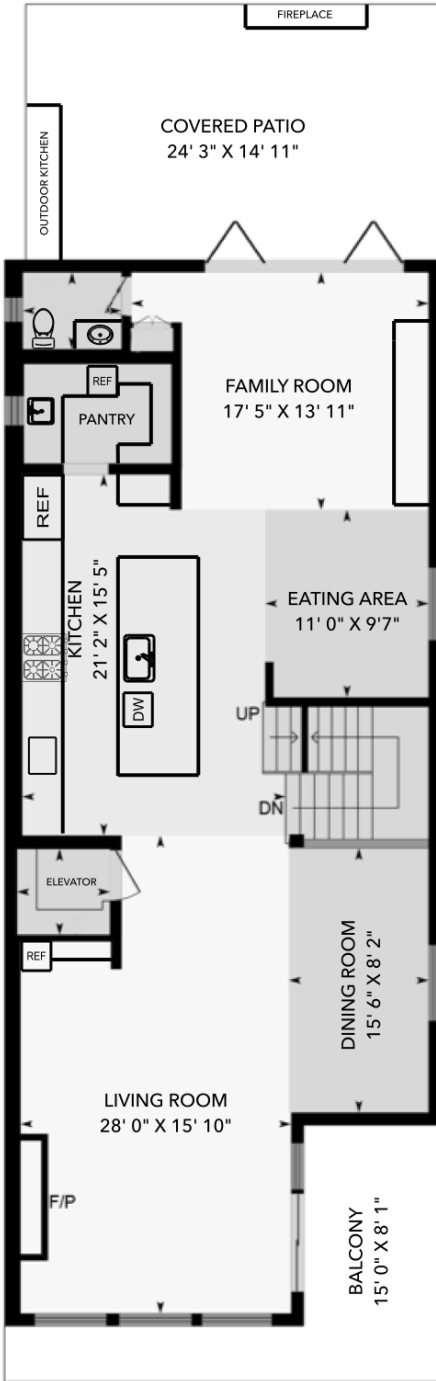 FIREPLACE
OUTDOOR KITCHEN
COVERED PATIO
24' 3" X 14' 11"
REF
PANTRY
FAMILY ROOM
17' 5" X 13' 11"
REF
KITCHEN
21' 2" X 15' 5"
EATING AREA
11' 0" X 9'7"
DW
UP
DN
ELEVATOR
REF
DINING ROOM
15' 6" X 8' 2"
LIVING ROOM
28' 0" X 15' 10"
F/P
BALCONY
15' 0" X 8' 1"